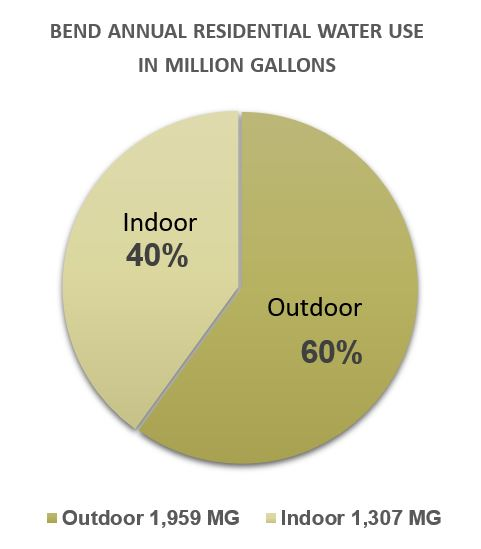 BEND ANNUAL RESIDENTIAL WATER USE
IN MILLION GALLONS
Indoor
40%
Outdoor
60%
Outdoor 1,959 MG Indoor 1,307 MG